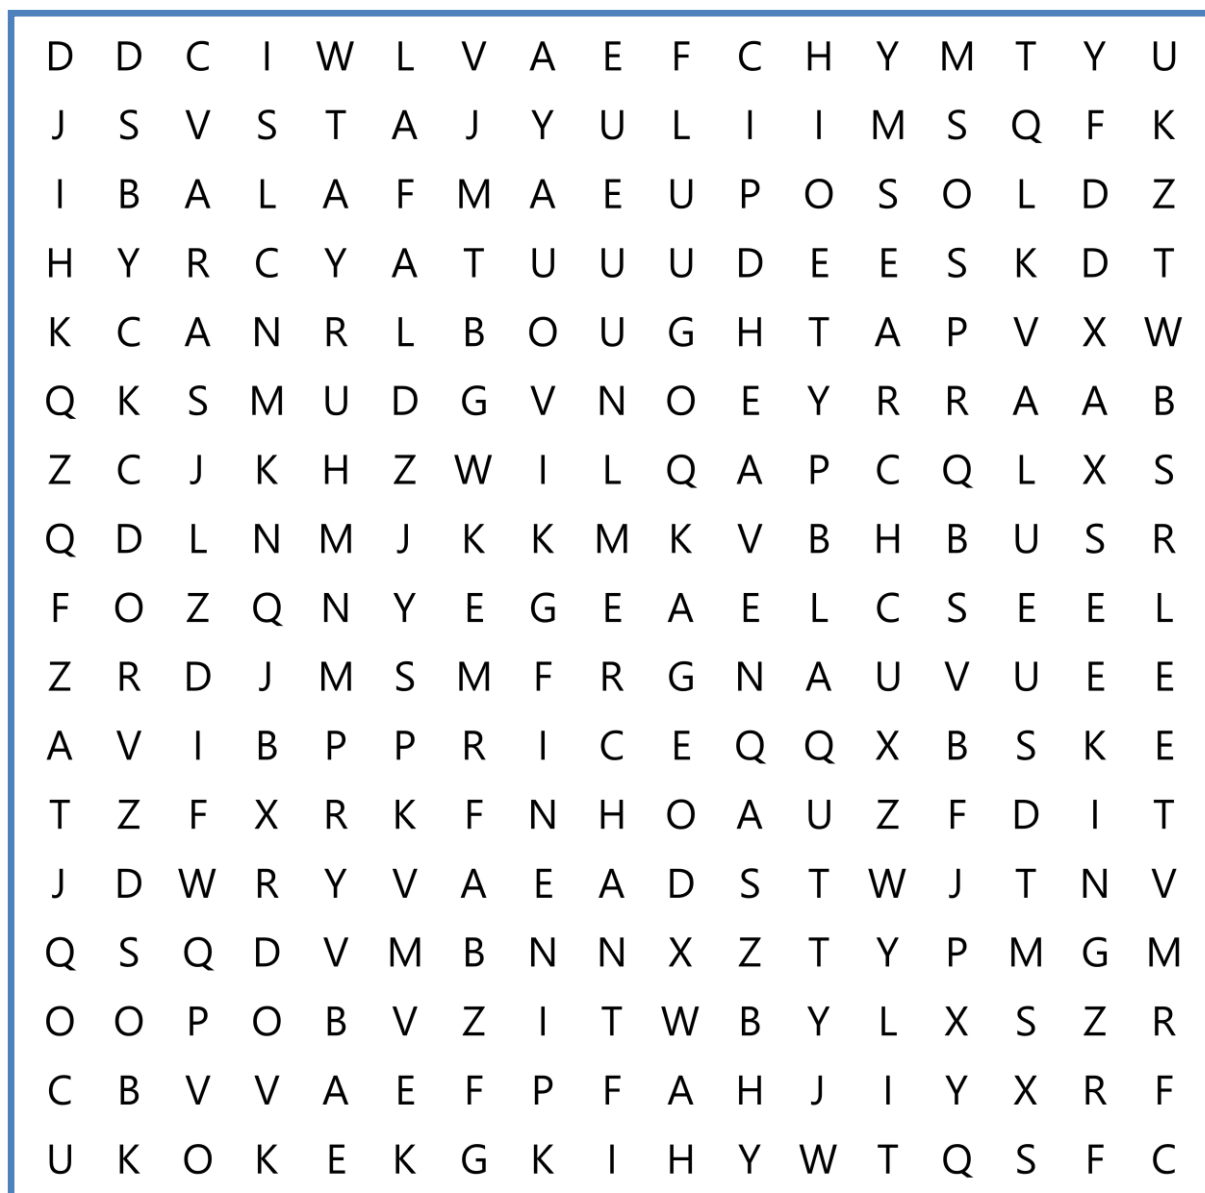 D D C I W L V A E F C H Y M T Y U
J S V S T A J Y U L I I M S Q F K
I B A L A F M A E U P O S O L D Z
H Y R C Y A T U U U D E E S K D T
K C A N R L B O U G H T A P V X W
Q K S M U D G V N O E Y R R A A B
Z C J K H Z W I L Q A P C Q L X S
Q D L N M J K K M K V B H B U S R
F O Z Q N Y E G E A E L C S E E L
Z R D J M S M F R G N A U V U E E
A V I B P P R I C E Q Q X B S K E
T Z F X R K F N H O A U Z F D I T
J D W R Y V A E A D S T W J T N V
Q S Q D V M B N N X Z T Y P M G M
O O P O B V Z I T W B Y L X S Z R
C B V V A E F P F A H J I Y X R F
U K O K E K G K I H Y W T Q S F C